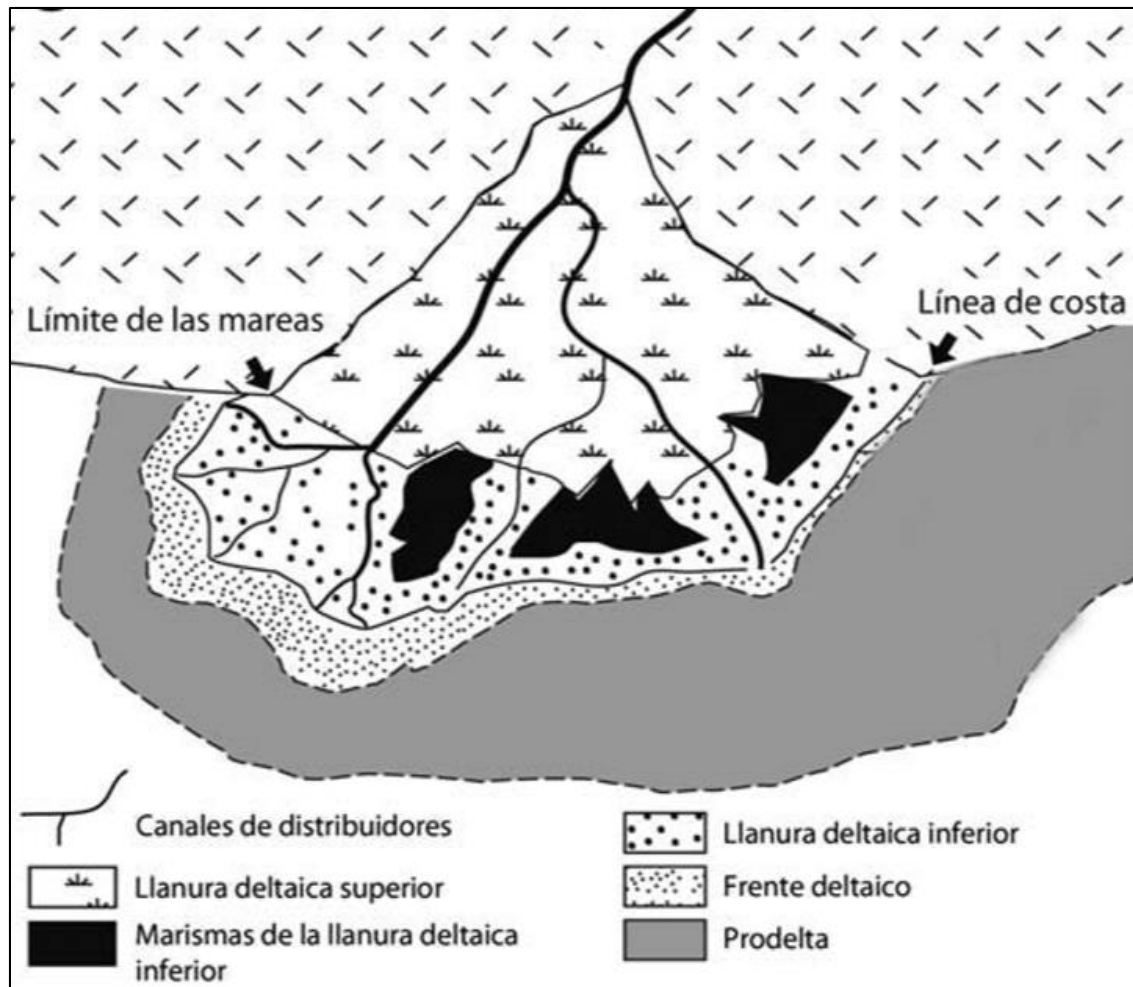 Límite de las mareas
Línea de costa
Canales de distribuidores
Llanura deltaica superior
Marismas de la llanura deltaica
inferior
Llanura deltaica inferior
Frente deltaico
Prodelta